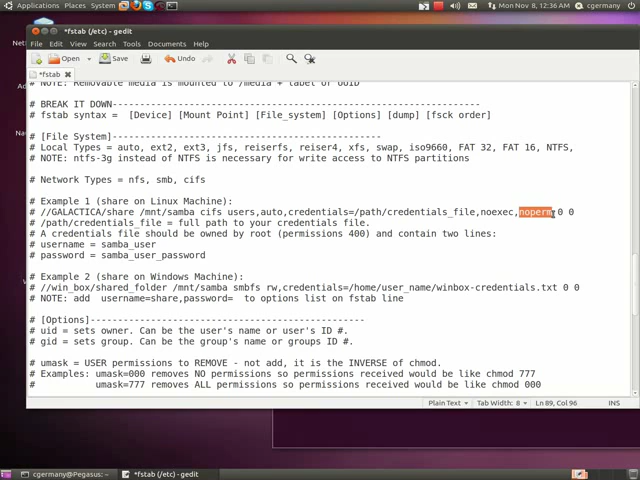 Applications Places System Mon Nov 8, 12:36 AM cgermany
*fstab (/etc) - gedit
File Edit View Search Tools Documents Help
Open Save Undo
*fstab
# NOTE: Removable media is mounted to /media + label or UUID
# BREAK IT DOWN---------------------------------------------------------------
# fstab syntax = [Device] [Mount Point] [File_system] [Options] [dump] [fsck order]
# [File System]-----------------------------------------
# Local Types = auto, ext2, ext3, jfs, reiserfs, reiser4, xfs, swap, iso9660, FAT 32, FAT 16, NTFS,
# NOTE: ntfs-3g instead of NTFS is necessary for write access to NTFS partitions
# Network Types = nfs, smb, cifs
# Example 1 (share on Linux Machine):
# //GALACTICA/share /mnt/samba cifs users,auto,credentials=/path/credentials_file,noexec,noperm 0 0
# /path/credentials_file = full path to your credentials file.
# A credentials file should be owned by root (permissions 400) and contain two lines:
# username = samba_user
# password = samba_user_password
# Example 2 (share on Windows Machine):
# //win_box/shared_folder /mnt/samba smbfs rw,credentials=/home/user_name/winbox-credentials.txt 0 0
# NOTE: add username=share,password= to options list on fstab line
# [Options]-----------------------------------------------
# uid = sets owner. Can be the user's name or user's ID #.
# gid = sets group. Can be the group's name or groups ID #.
# umask = USER permissions to REMOVE - not add, it is the INVERSE of chmod.
# Examples: umask=000 removes NO permissions so permissions received would be like chmod 777
# umask=777 removes ALL permissions so permissions received would be like chmod 000
Plain Text Tab Width: 8 Ln 89, Col 96 INS
cgermany@Pegasus: *fstab (/etc) - gedit